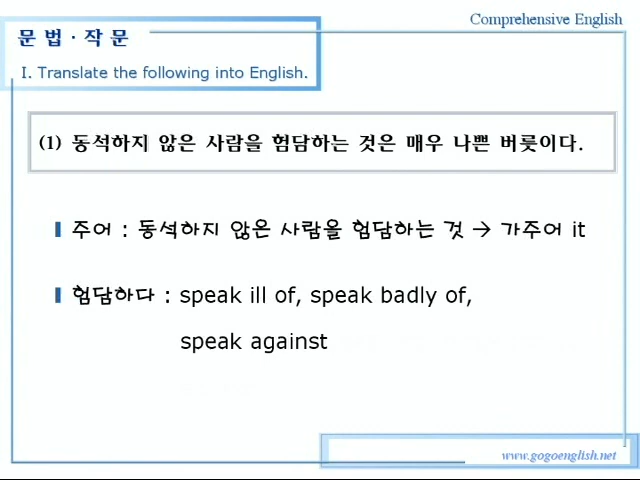 Comprehensive English
문 법 · 작 문
I. Translate the following into English.
(1) 동석하지 않은 사람을 험담하는 것은 매우 나쁜 버릇이다.
주어 : 동석하지 않은 사람을 험담하는 것 → 가주어 it
험담하다 : speak ill of, speak badly of,
speak against
www.gogoenglish.net